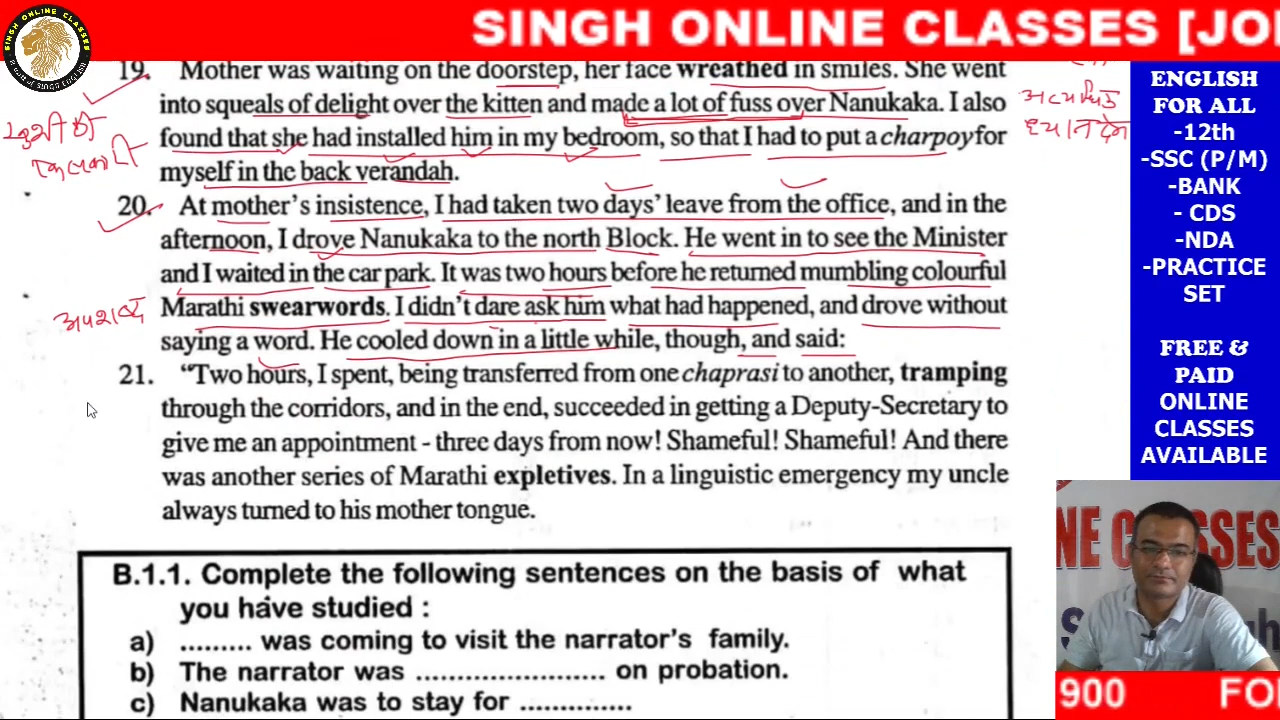 SINGH ONLINE CLASSES
SINGH ONLINE CLASSES [JO
19. Mother was waiting on the doorstep, her face wreathed in smiles. She went
into squeals of delight over the kitten and made a lot of fuss over Nanukaka. I also
found that she had installed him in my bedroom, so that I had to put a charpoy for
myself in the back verandah.
20. At mother's insistence, I had taken two days' leave from the office, and in the
afternoon, I drove Nanukaka to the north Block. He went in to see the Minister
and I waited in the car park. It was two hours before he returned mumbling colourful
Marathi swearwords. I didn't dare ask him what had happened, and drove without
saying a word. He cooled down in a little while, though, and said:
21. "Two hours, I spent, being transferred from one chaprasi to another, tramping
through the corridors, and in the end, succeeded in getting a Deputy-Secretary to
give me an appointment - three days from now! Shameful! Shameful! And there
was another series of Marathi expletives. In a linguistic emergency my uncle
always turned to his mother tongue.
B.1.1. Complete the following sentences on the basis of what
you have studied :
a) ......... was coming to visit the narrator's family.
b) The narrator was ....................... on probation.
c) Nanukaka was to stay for ..............
अपशब्द
ENGLISH
FOR ALL
-12th
-SSC (P/M)
-BANK
- CDS
-NDA
-PRACTICE
SET
FREE &
PAID
ONLINE
CLASSES
AVAILABLE
NE CLASSES
900 FO